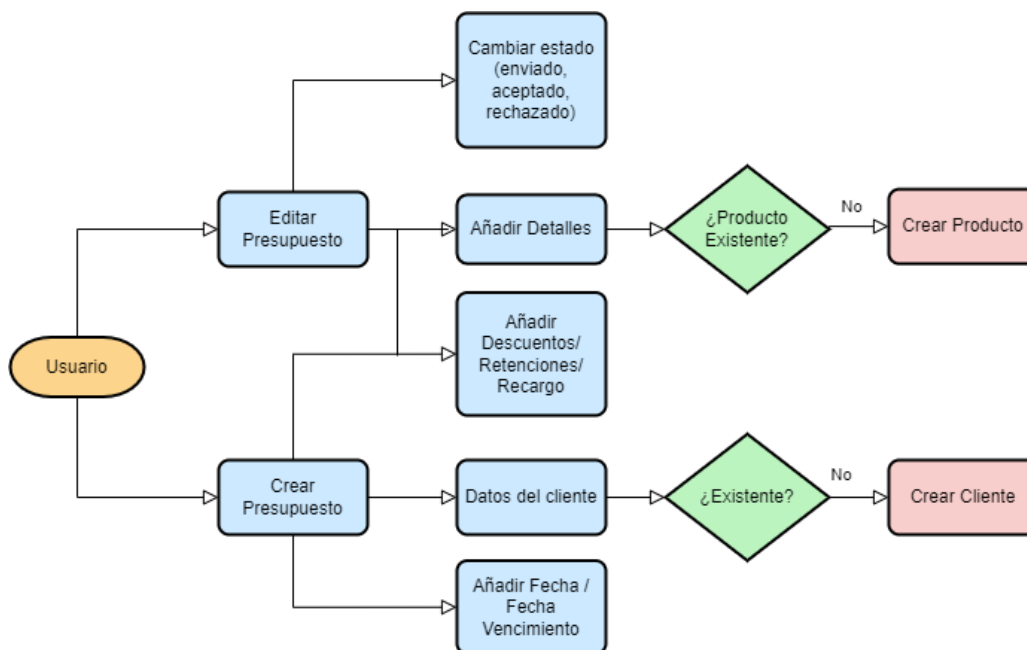 Cambiar estado
(enviado,
aceptado,
rechazado)
Editar
Presupuesto
Añadir Detalles
¿Producto
Existente?
No
Crear Producto
Añadir
Descuentos/
Retenciones/
Recargo
Usuario
Crear
Presupuesto
Datos del cliente
¿Existente?
No
Crear Cliente
Añadir Fecha /
Fecha
Vencimiento